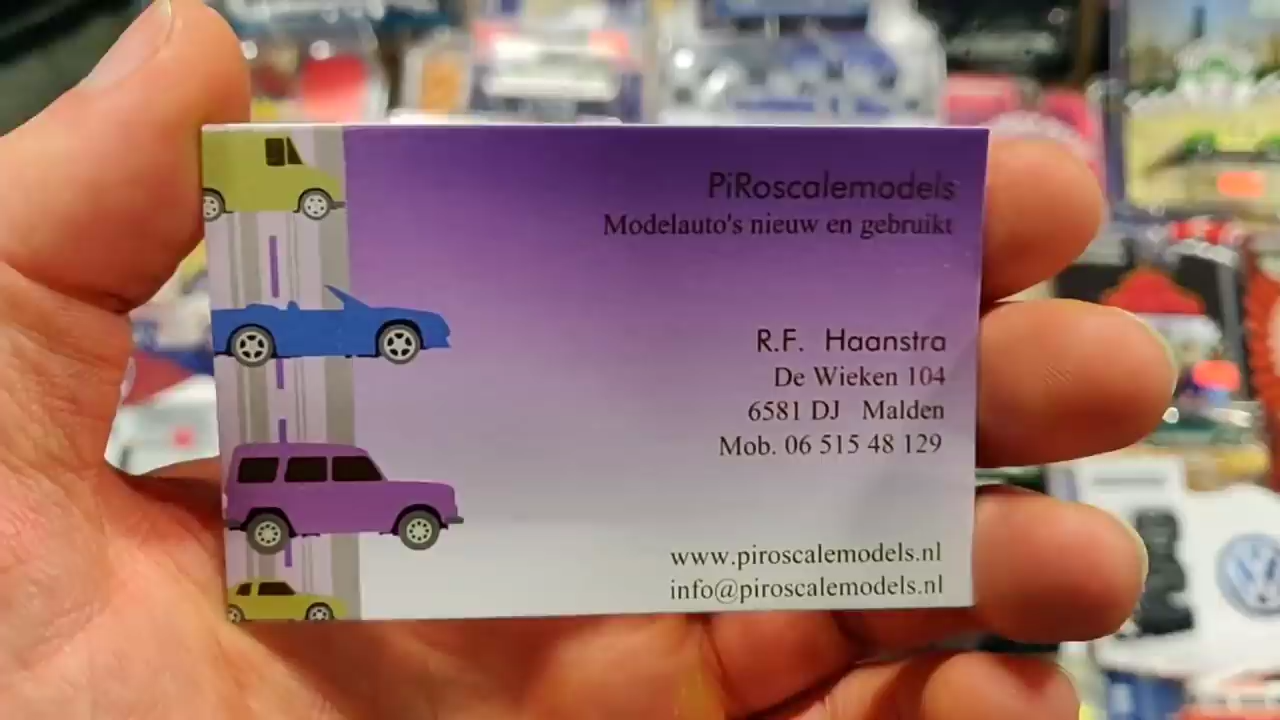 PiRoscalemodels
Modelauto's nieuw en gebruikt
R.F. Haanstra
De Wieken 104
6581 DJ Malden
Mob. 06 515 48 129
www.piroscalemodels.nl
info@piroscalemodels.nl